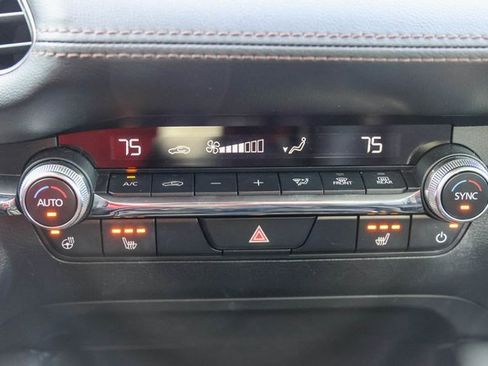 75 75
A/C - + FRONT REAR
AUTO SYNC